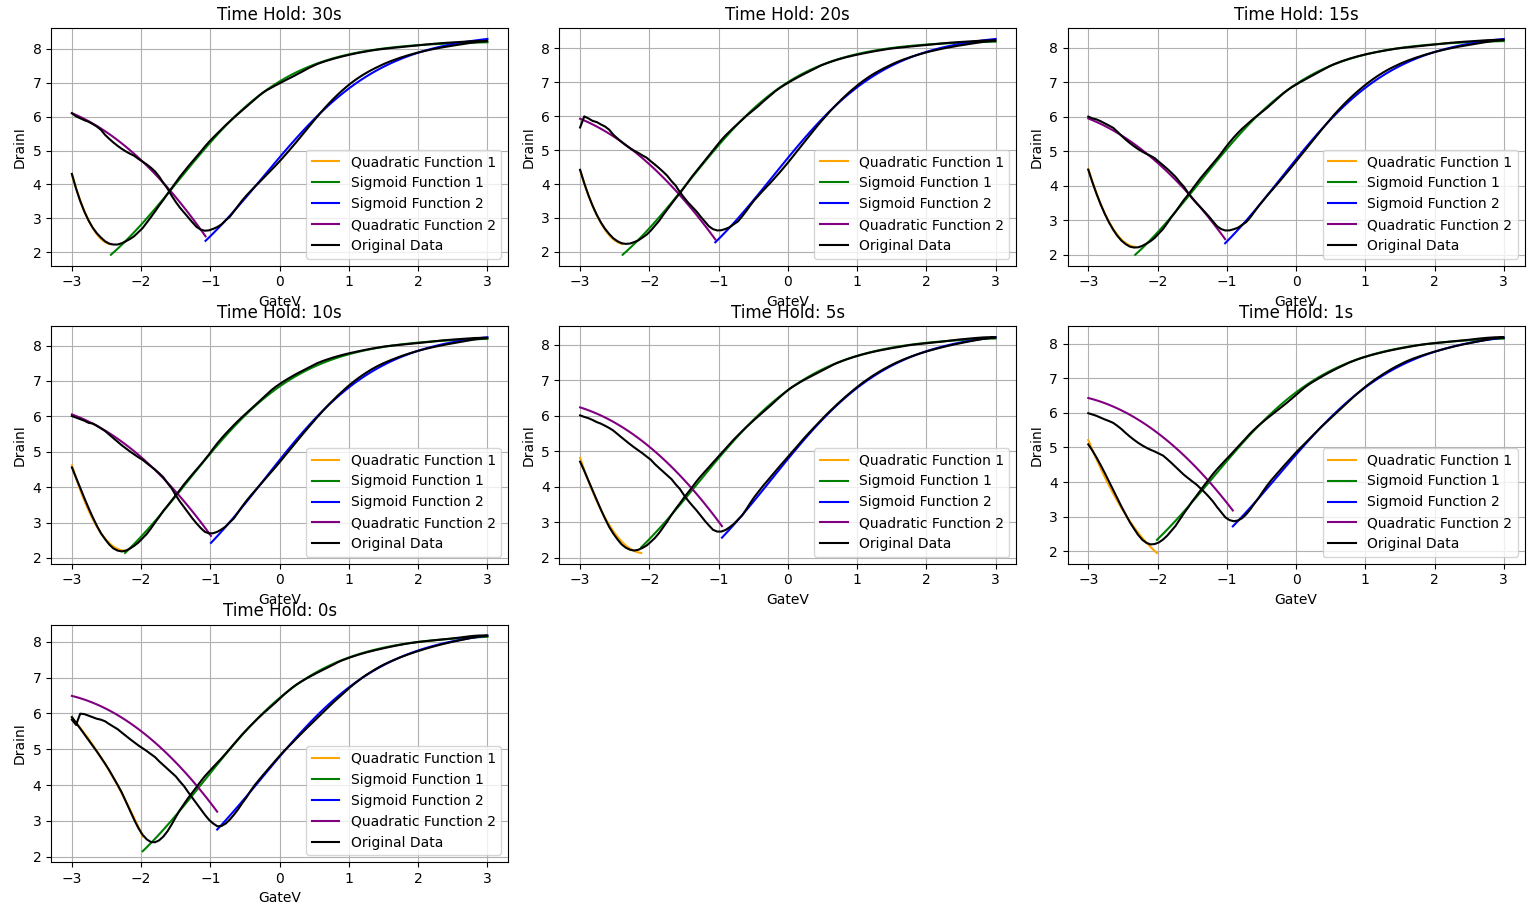 Time Hold: 30s
DrainI
8
7
6
5
4
3
2
Quadratic Function 1
Sigmoid Function 1
Sigmoid Function 2
Quadratic Function 2
Original Data
−3 −2 −1 0 1 2 3
GateV
Time Hold: 20s
DrainI
8
7
6
5
4
3
2
Quadratic Function 1
Sigmoid Function 1
Sigmoid Function 2
Quadratic Function 2
Original Data
−3 −2 −1 0 1 2 3
GateV
Time Hold: 15s
DrainI
8
7
6
5
4
3
2
Quadratic Function 1
Sigmoid Function 1
Sigmoid Function 2
Quadratic Function 2
Original Data
−3 −2 −1 0 1 2 3
GateV
Time Hold: 10s
DrainI
8
7
6
5
4
3
2
Quadratic Function 1
Sigmoid Function 1
Sigmoid Function 2
Quadratic Function 2
Original Data
−3 −2 −1 0 1 2 3
GateV
Time Hold: 5s
DrainI
8
7
6
5
4
3
2
Quadratic Function 1
Sigmoid Function 1
Sigmoid Function 2
Quadratic Function 2
Original Data
−3 −2 −1 0 1 2 3
GateV
Time Hold: 1s
DrainI
8
7
6
5
4
3
2
Quadratic Function 1
Sigmoid Function 1
Sigmoid Function 2
Quadratic Function 2
Original Data
−3 −2 −1 0 1 2 3
GateV
Time Hold: 0s
DrainI
8
7
6
5
4
3
2
Quadratic Function 1
Sigmoid Function 1
Sigmoid Function 2
Quadratic Function 2
Original Data
−3 −2 −1 0 1 2 3
GateV